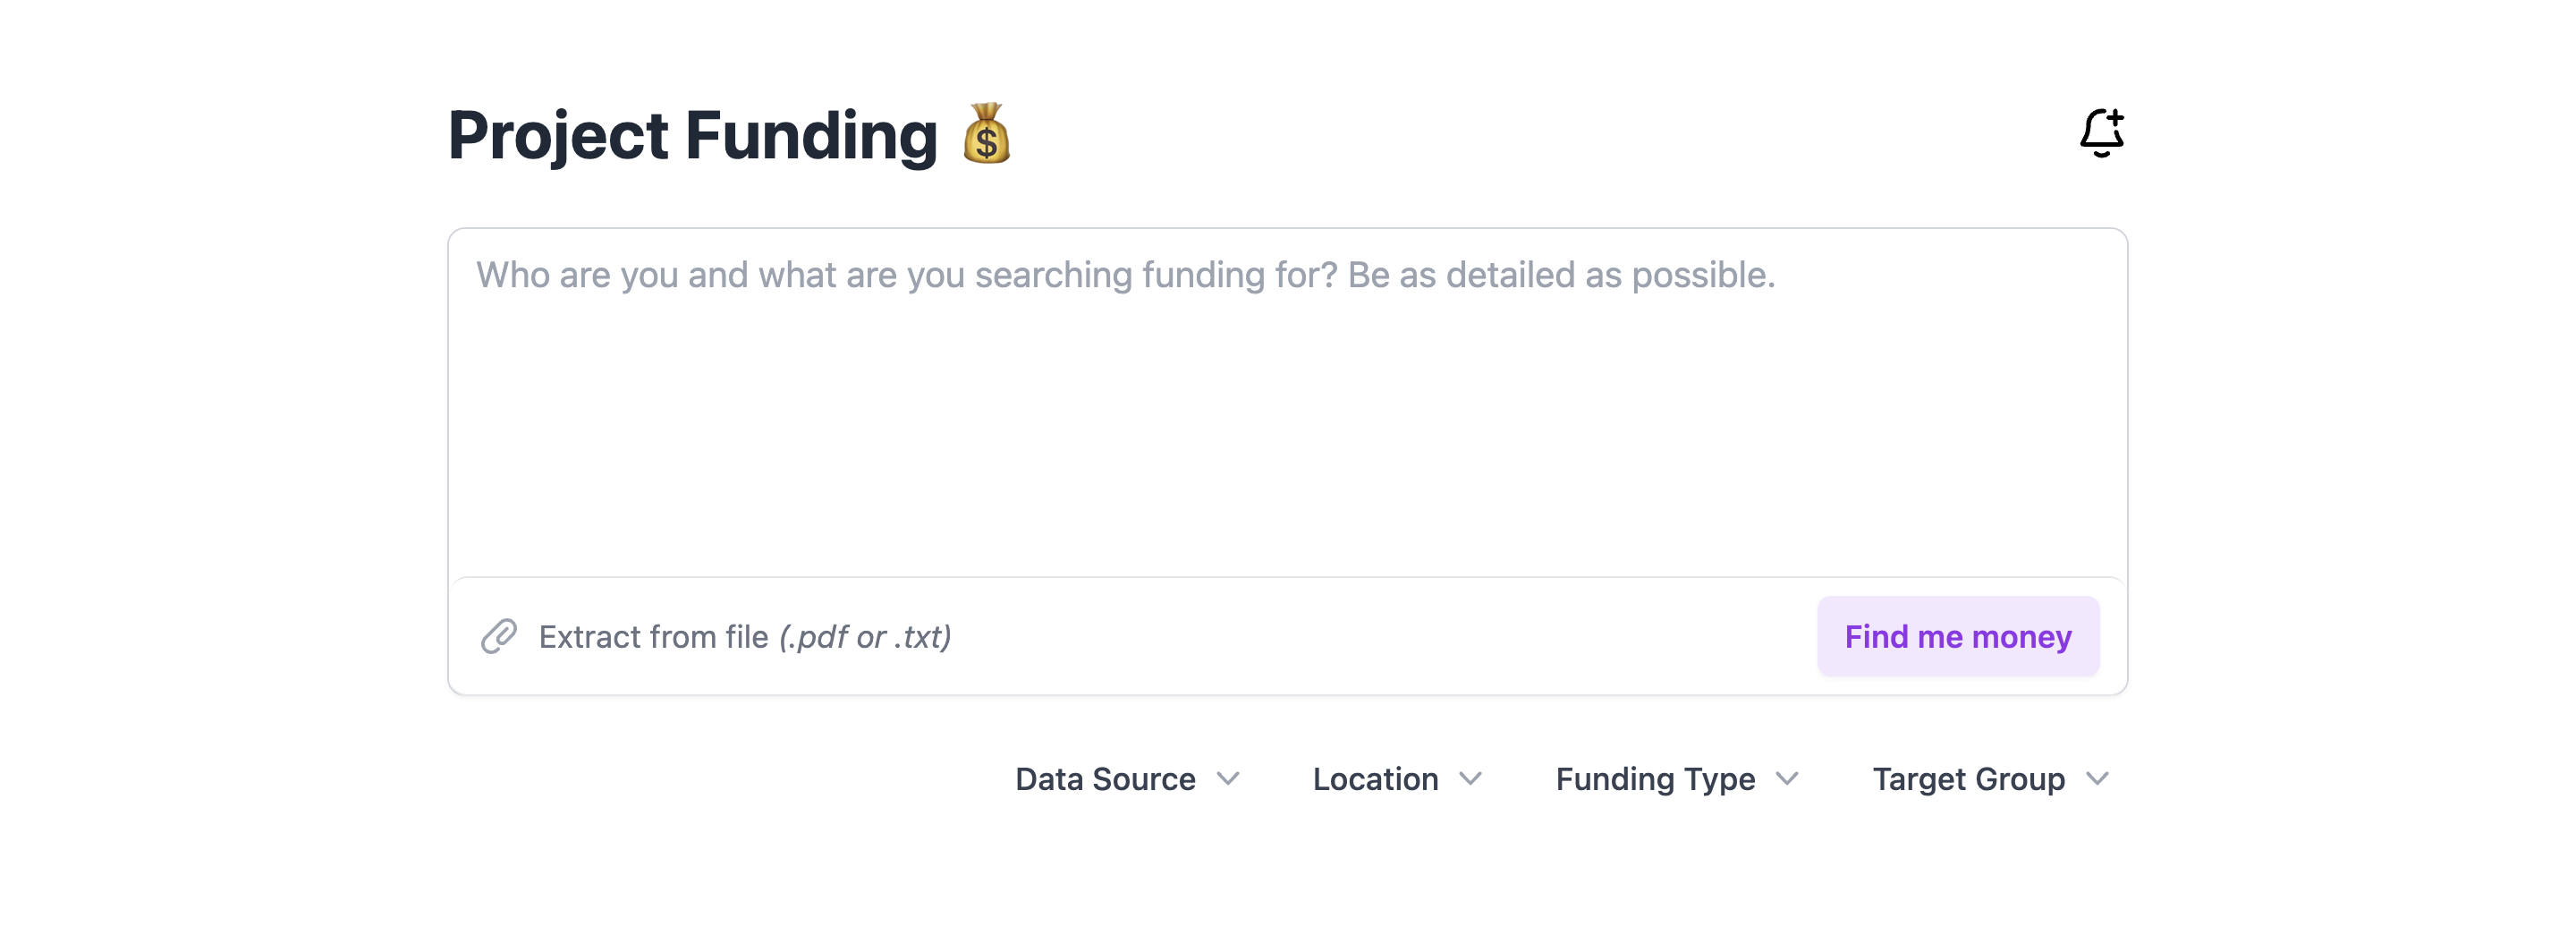 Project Funding 💰
Who are you and what are you searching funding for? Be as detailed as possible.
Extract from file (.pdf or .txt)
Find me money
Data Source
Location
Funding Type
Target Group